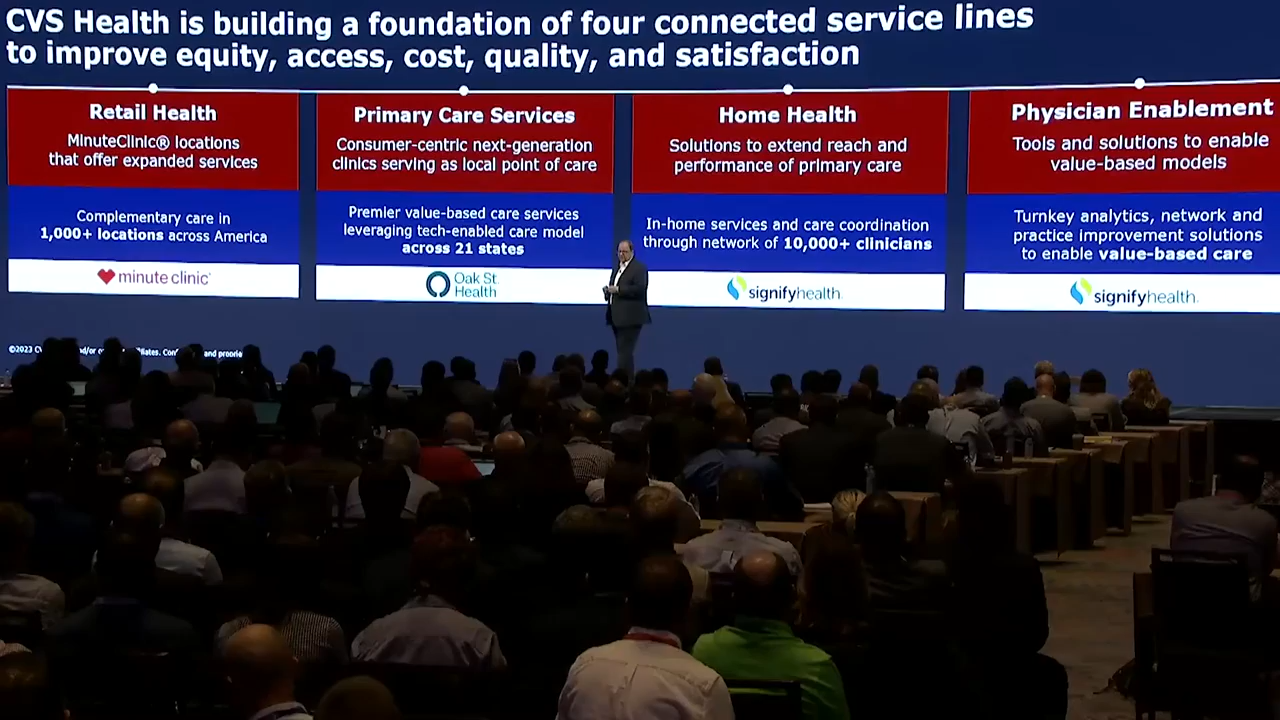 CVS Health is building a foundation of four connected service lines
to improve equity, access, cost, quality, and satisfaction
Retail Health
MinuteClinic® locations
that offer expanded services
Complementary care in
1,000+ locations across America
minute clinic
Primary Care Services
Consumer-centric next-generation
clinics serving as local point of care
Premier value-based care services
leveraging tech-enabled care model
across 21 states
Oak St.
Health
Home Health
Solutions to extend reach and
performance of primary care
In-home services and care coordination
through network of 10,000+ clinicians
signifyhealth.
Physician Enablement
Tools and solutions to enable
value-based models
Turnkey analytics, network and
practice improvement solutions
to enable value-based care
signifyhealth.
©2023 and/or and